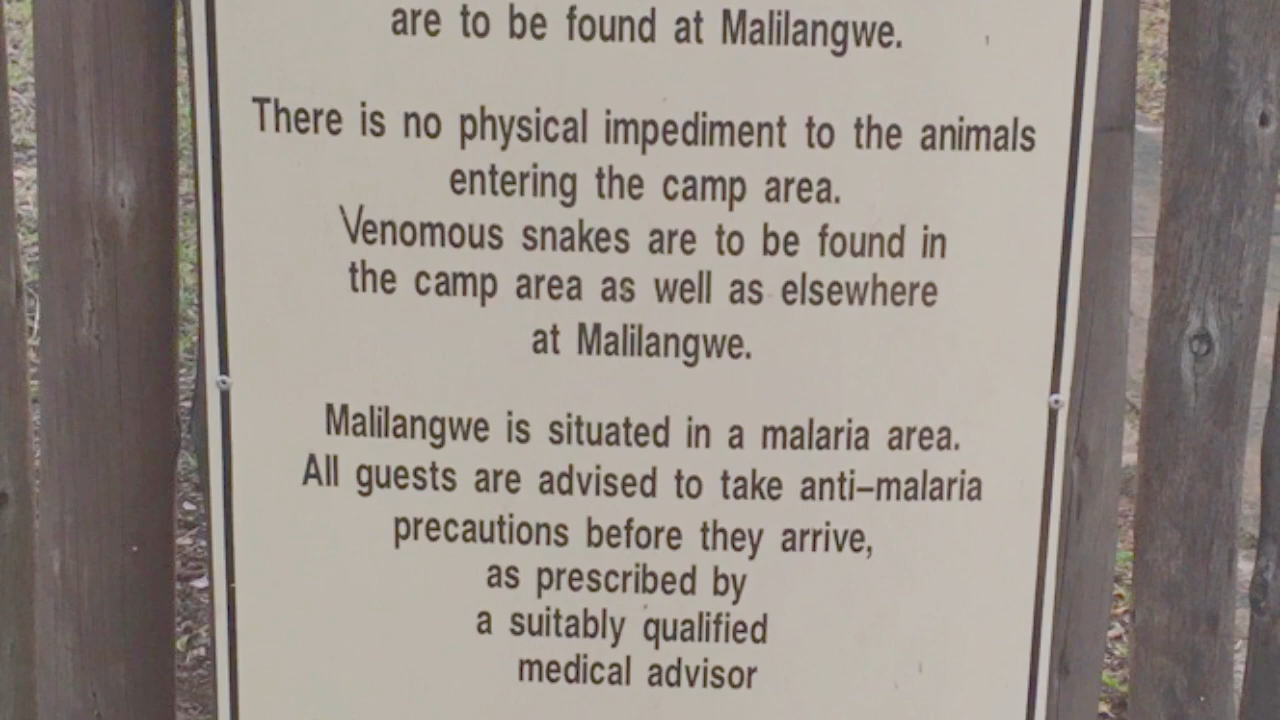 are to be found at Malilangwe.
There is no physical impediment to the animals
entering the camp area.
Venomous snakes are to be found in
the camp area as well as elsewhere
at Malilangwe.
Malilangwe is situated in a malaria area.
All guests are advised to take anti–malaria
precautions before they arrive,
as prescribed by
a suitably qualified
medical advisor